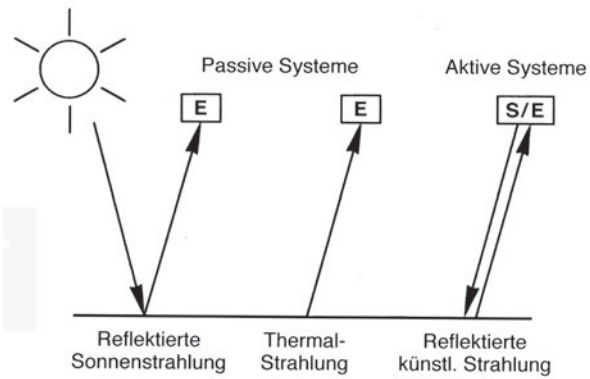 Passive Systeme
Aktive Systeme
E
E
S/E
Reflektierte
Sonnenstrahlung
Thermal-
Strahlung
Reflektierte
künstl. Strahlung